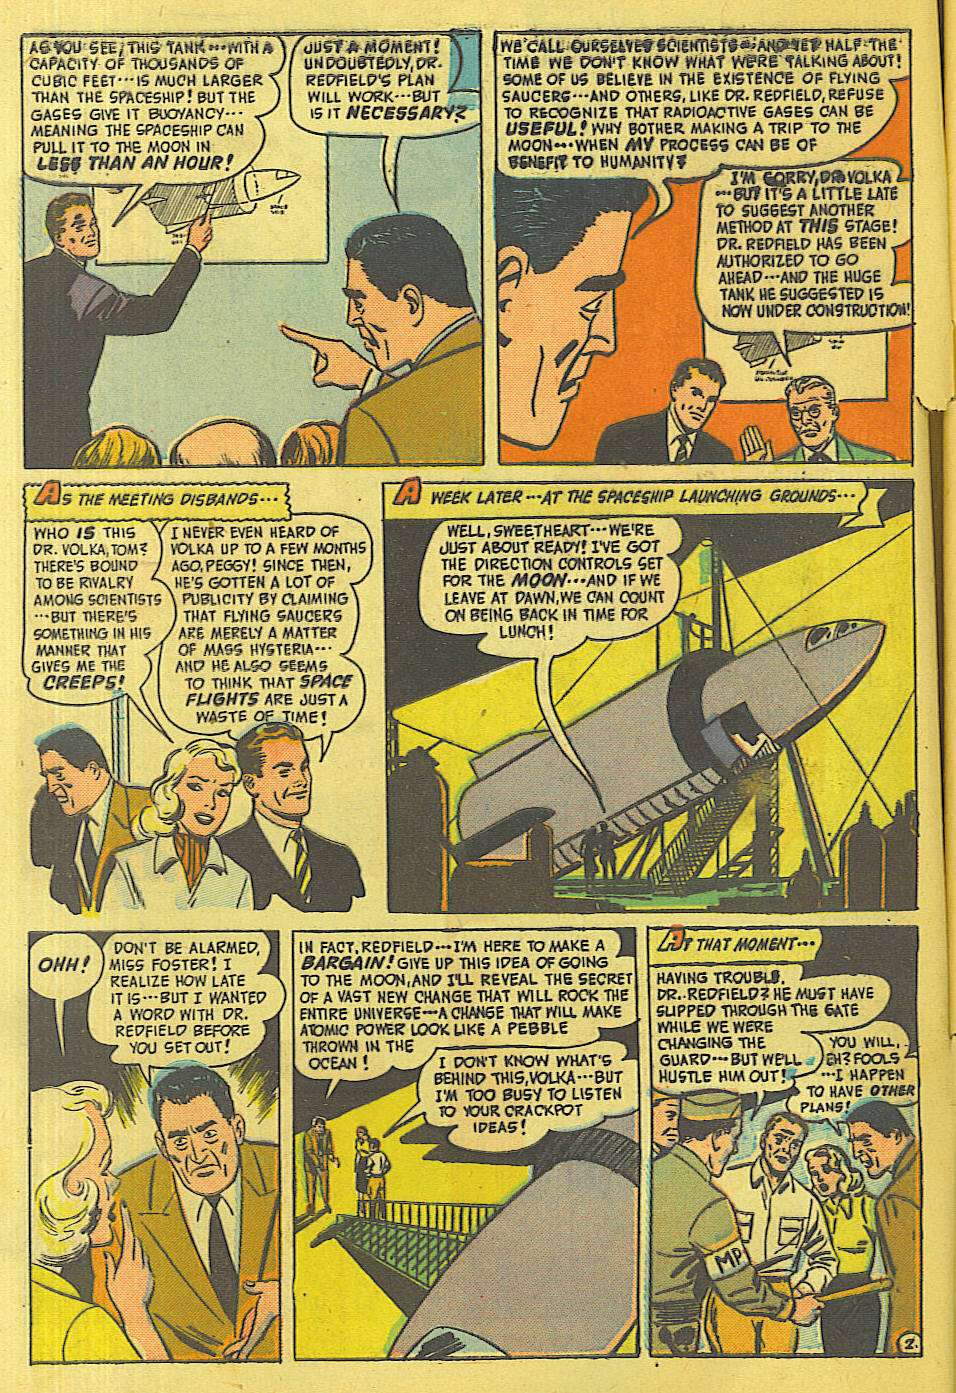 AS YOU SEE, THIS TANK---WITH A
CAPACITY OF THOUSANDS OF
CUBIC FEET---IS MUCH LARGER
THAN THE SPACESHIP! BUT THE
GASES GIVE IT BUOYANCY---
MEANING THE SPACESHIP CAN
PULL IT TO THE MOON IN
LESS THAN AN HOUR!
JUST A MOMENT!
UNDOUBTEDLY, DR.
REDFIELD'S PLAN
WILL WORK---BUT
IS IT NECESSARY?
SPACE
SHIP
WE CALL OURSELVES SCIENTISTS---AND YET HALF THE
TIME WE DON'T KNOW WHAT WE'RE TALKING ABOUT!
SOME OF US BELIEVE IN THE EXISTENCE OF FLYING
SAUCERS---AND OTHERS, LIKE DR. REDFIELD, REFUSE
TO RECOGNIZE THAT RADIOACTIVE GASES CAN BE
USEFUL! WHY BOTHER MAKING A TRIP TO THE
MOON---WHEN MY PROCESS CAN BE OF
BENEFIT TO HUMANITY?
I'M SORRY, DR. VOLKA
---BUT IT'S A LITTLE LATE
TO SUGGEST ANOTHER
METHOD AT THIS STAGE!
DR. REDFIELD HAS BEEN
AUTHORIZED TO GO
AHEAD---AND THE HUGE
TANK HE SUGGESTED IS
NOW UNDER CONSTRUCTION!
AS THE MEETING DISBANDS---
WHO IS THIS
DR. VOLKA, TOM?
THERE'S BOUND
TO BE RIVALRY
AMONG SCIENTISTS
---BUT THERE'S
SOMETHING IN HIS
MANNER THAT
GIVES ME THE
CREEPS!
I NEVER EVEN HEARD OF
VOLKA UP TO A FEW MONTHS
AGO, PEGGY! SINCE THEN,
HE'S GOTTEN A LOT OF
PUBLICITY BY CLAIMING
THAT FLYING SAUCERS
ARE MERELY A MATTER
OF MASS HYSTERIA---
AND HE ALSO SEEMS
TO THINK THAT SPACE
FLIGHTS ARE JUST A
WASTE OF TIME!
A WEEK LATER---AT THE SPACESHIP LAUNCHING GROUNDS---
WELL, SWEETHEART---WE'RE
JUST ABOUT READY! I'VE GOT
THE DIRECTION CONTROLS SET
FOR THE MOON---AND IF WE
LEAVE AT DAWN, WE CAN COUNT
ON BEING BACK IN TIME FOR
LUNCH!
OHH!
DON'T BE ALARMED,
MISS FOSTER! I
REALIZE HOW LATE
IT IS---BUT I WANTED
A WORD WITH DR.
REDFIELD BEFORE
YOU SET OUT!
IN FACT, REDFIELD---I'M HERE TO MAKE A
BARGAIN! GIVE UP THIS IDEA OF GOING
TO THE MOON, AND I'LL REVEAL THE SECRET
OF A VAST NEW CHANGE THAT WILL ROCK THE
ENTIRE UNIVERSE---A CHANGE THAT WILL MAKE
ATOMIC POWER LOOK LIKE A PEBBLE
THROWN IN THE
OCEAN!
I DON'T KNOW WHAT'S
BEHIND THIS, VOLKA---BUT
I'M TOO BUSY TO LISTEN
TO YOUR CRACKPOT
IDEAS!
AT THAT MOMENT---
HAVING TROUBLE,
DR. REDFIELD? HE MUST HAVE
SLIPPED THROUGH THE GATE
WHILE WE WERE
CHANGING THE
GUARD---BUT WE'LL
HUSTLE HIM OUT!
YOU WILL,
EH? FOOLS
---I HAPPEN
TO HAVE OTHER
PLANS!
MP
2.